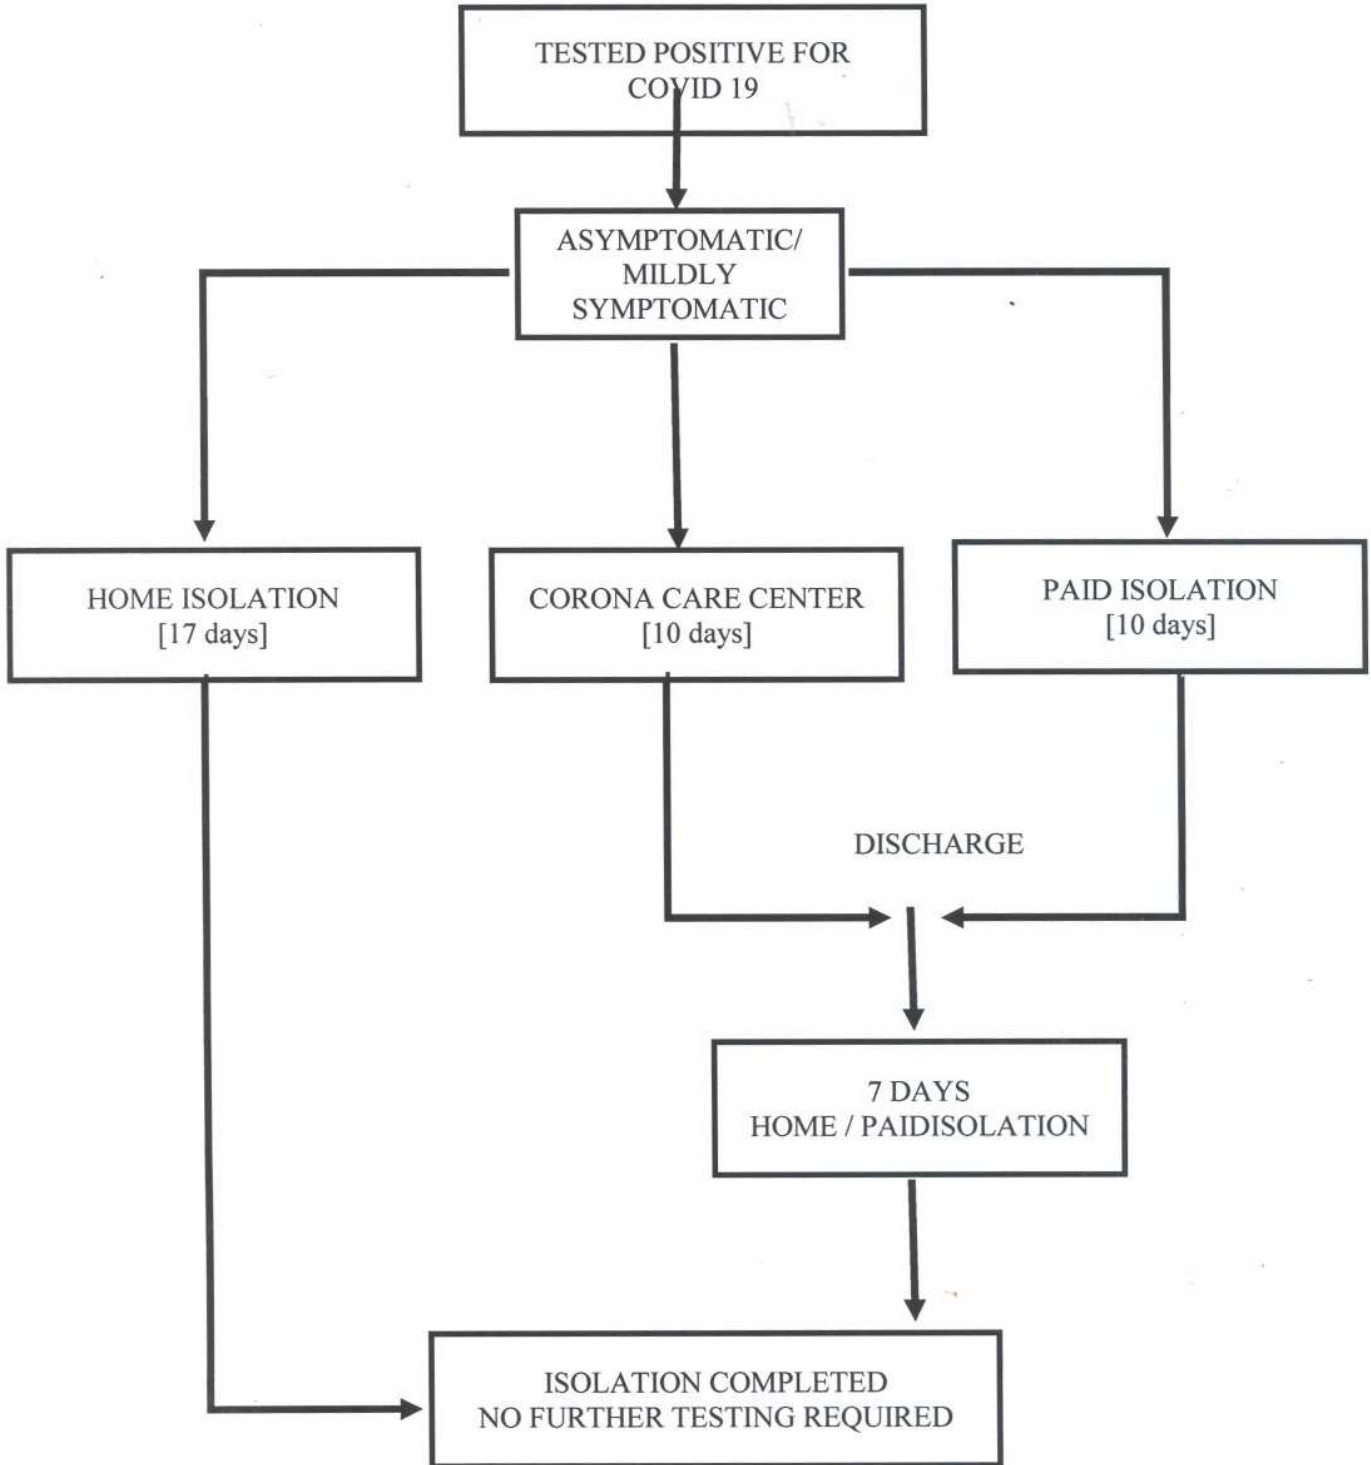 TESTED POSITIVE FOR
COVID 19
ASYMPTOMATIC/
MILDLY
SYMPTOMATIC
HOME ISOLATION
[17 days]
CORONA CARE CENTER
[10 days]
PAID ISOLATION
[10 days]
DISCHARGE
7 DAYS
HOME / PAIDISOLATION
ISOLATION COMPLETED
NO FURTHER TESTING REQUIRED